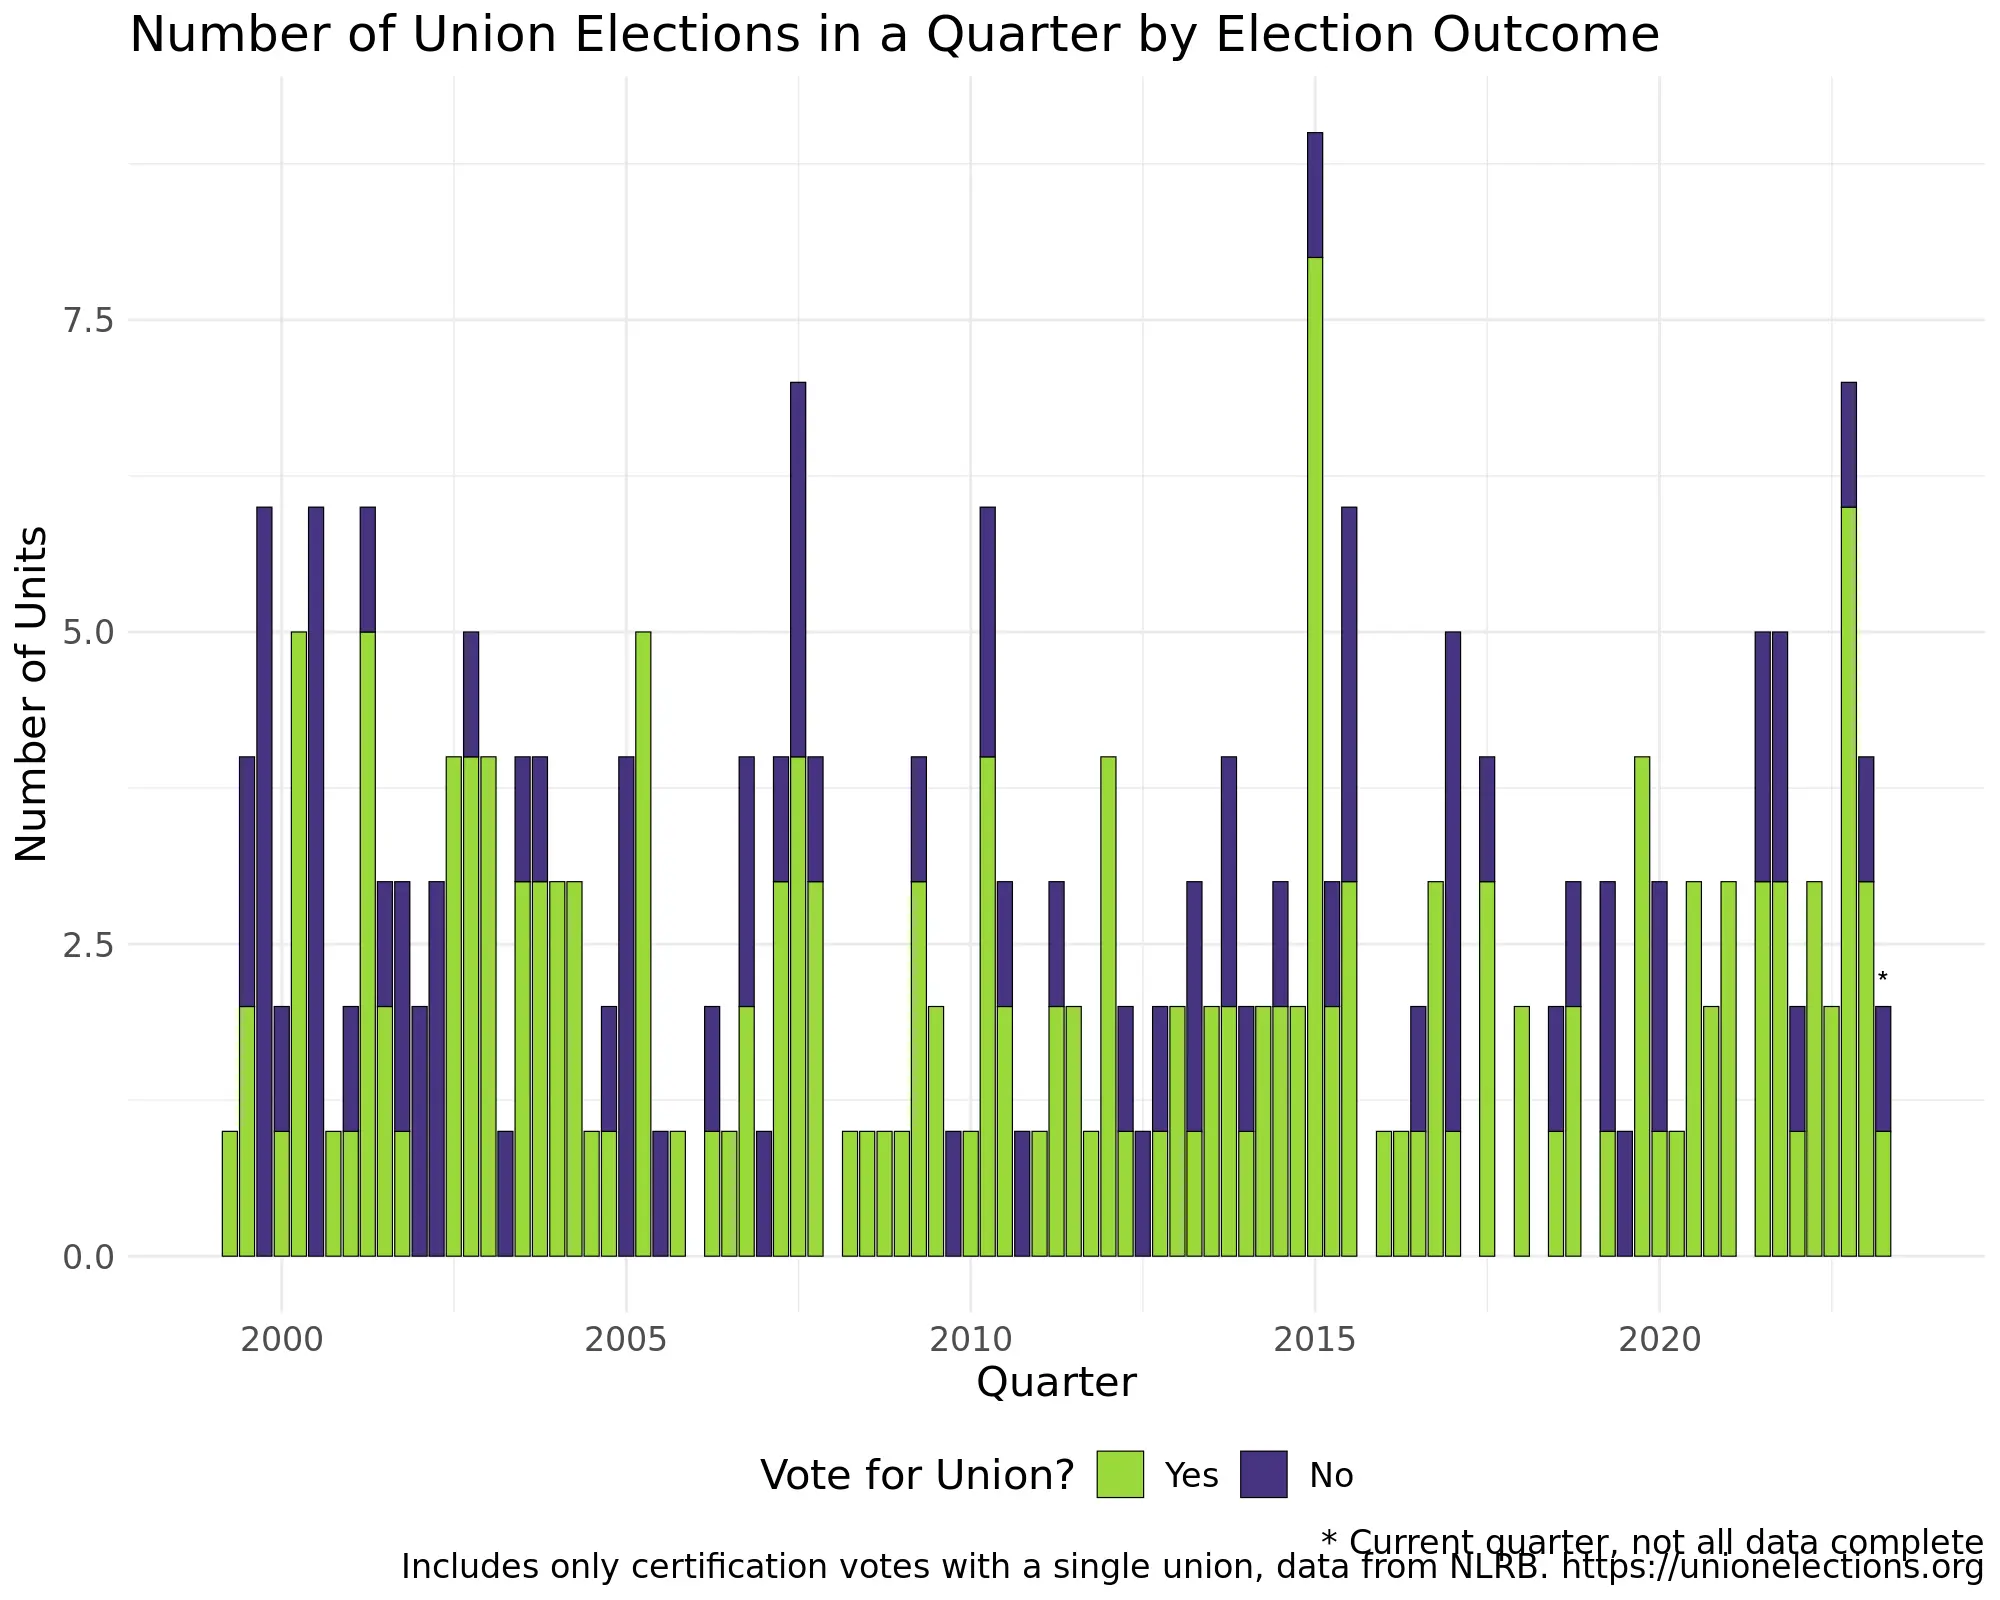 Number of Union Elections in a Quarter by Election Outcome
Number of Units
7.5
5.0
2.5
0.0
*
2000 2005 2010 2015 2020
Quarter
Vote for Union? Yes No
* Current quarter, not all data complete
Includes only certification votes with a single union, data from NLRB. https://unionelections.org